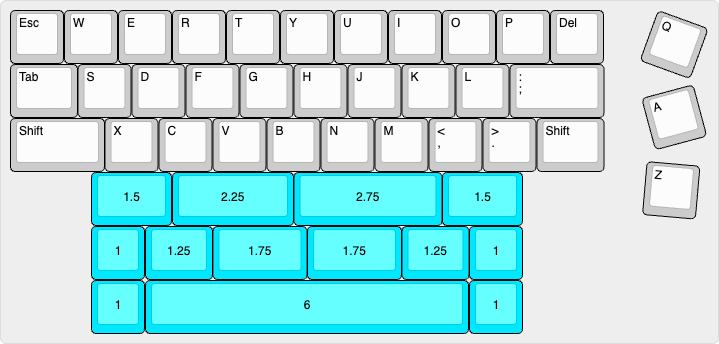 Esc W E R T Y U I O P Del Q
Tab S D F G H J K L : A
;
Shift X C V B N M < > Shift Z
, .
1.5 2.25 2.75 1.5
1 1.25 1.75 1.75 1.25 1
1 6 1